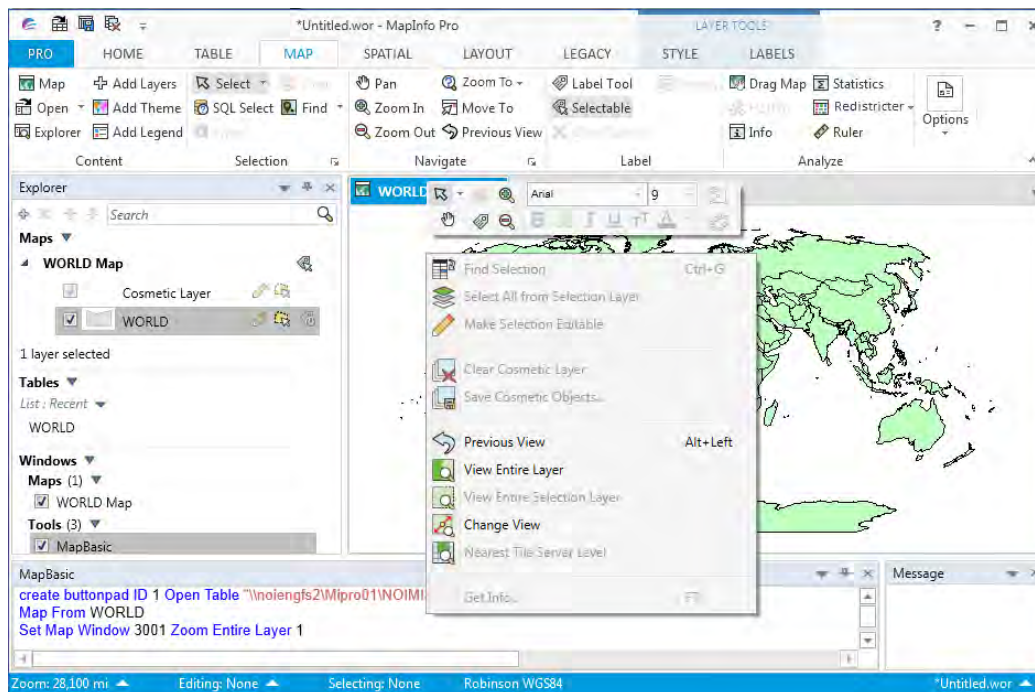 *Untitled.wor - MapInfo Pro
LAYER TOOLS
?
PRO HOME TABLE MAP SPATIAL LAYOUT LEGACY STYLE LABELS
Map Add Layers Select
Pan Zoom To Label Tool
Drag Map Statistics
Open Add Theme SQL Select Find
Zoom In Move To Selectable
Redistricter
Explorer Add Legend
Zoom Out Previous View
Info Ruler
Options
Content Selection Navigate Label Analyze
Explorer
Search
Maps
WORLD Map
Cosmetic Layer
WORLD
1 layer selected
Tables
List : Recent
WORLD
Windows
Maps (1)
WORLD Map
Tools (3)
MapBasic
WORLD
Arial 9
B I U TT A
Find Selection Ctrl+G
Select All from Selection Layer
Make Selection Editable
Clear Cosmetic Layer
Save Cosmetic Objects...
Previous View Alt+Left
View Entire Layer
View Entire Selection Layer
Change View
Nearest Tile Server Level
Get Info... F7
MapBasic
create buttonpad ID 1 Open Table "\\noiengfs2\Mipro01\NOIMI
Map From WORLD
Set Map Window 3001 Zoom Entire Layer 1
Message
Zoom: 28,100 mi Editing: None Selecting: None Robinson WGS84 *Untitled.wor